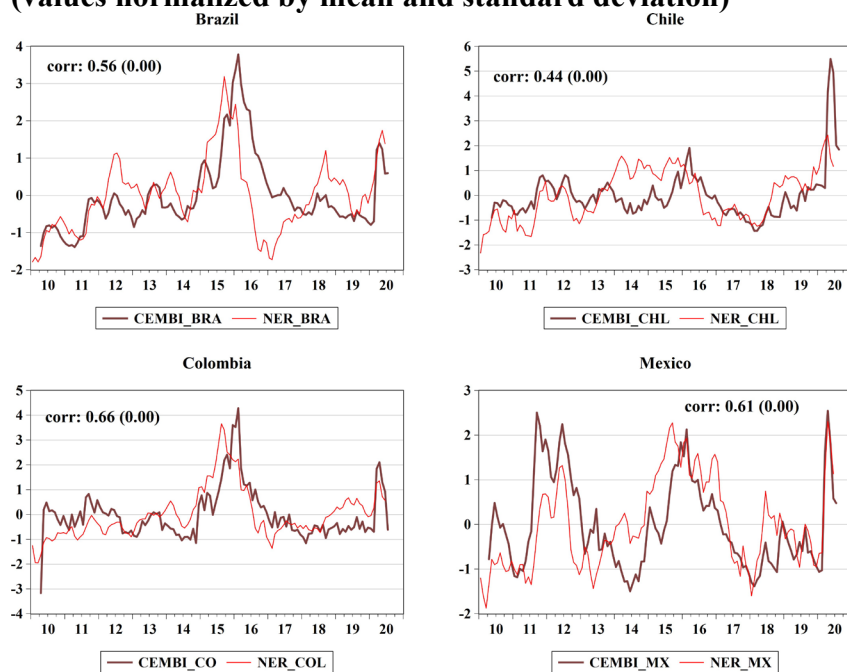 (values normalized by mean and standard deviation)
Brazil
4
3
2
1
0
-1
-2
corr: 0.56 (0.00)
10 11 12 13 14 15 16 17 18 19 20
CEMBI_BRA NER_BRA
Chile
6
5
4
3
2
1
0
-1
-2
-3
corr: 0.44 (0.00)
10 11 12 13 14 15 16 17 18 19 20
CEMBI_CHL NER_CHL
Colombia
5
4
3
2
1
0
-1
-2
-3
-4
corr: 0.66 (0.00)
10 11 12 13 14 15 16 17 18 19 20
CEMBI_CO NER_COL
Mexico
3
2
1
0
-1
-2
corr: 0.61 (0.00)
10 11 12 13 14 15 16 17 18 19 20
CEMBI_MX NER_MX